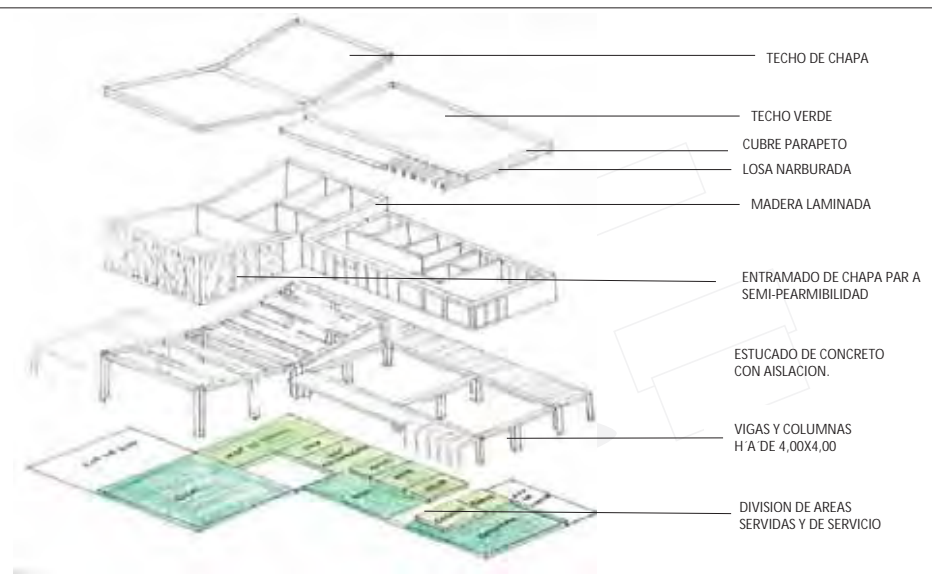 TECHO DE CHAPA
TECHO VERDE
CUBRE PARAPETO
LOSA NARBURADA
MADERA LAMINADA
ENTRAMADO DE CHAPA PAR A
SEMI-PEARMIBILIDAD
ESTUCADO DE CONCRETO
CON AISLACION.
VIGAS Y COLUMNAS
H´A´DE 4,00X4,00
DIVISION DE AREAS
SERVIDAS Y DE SERVICIO